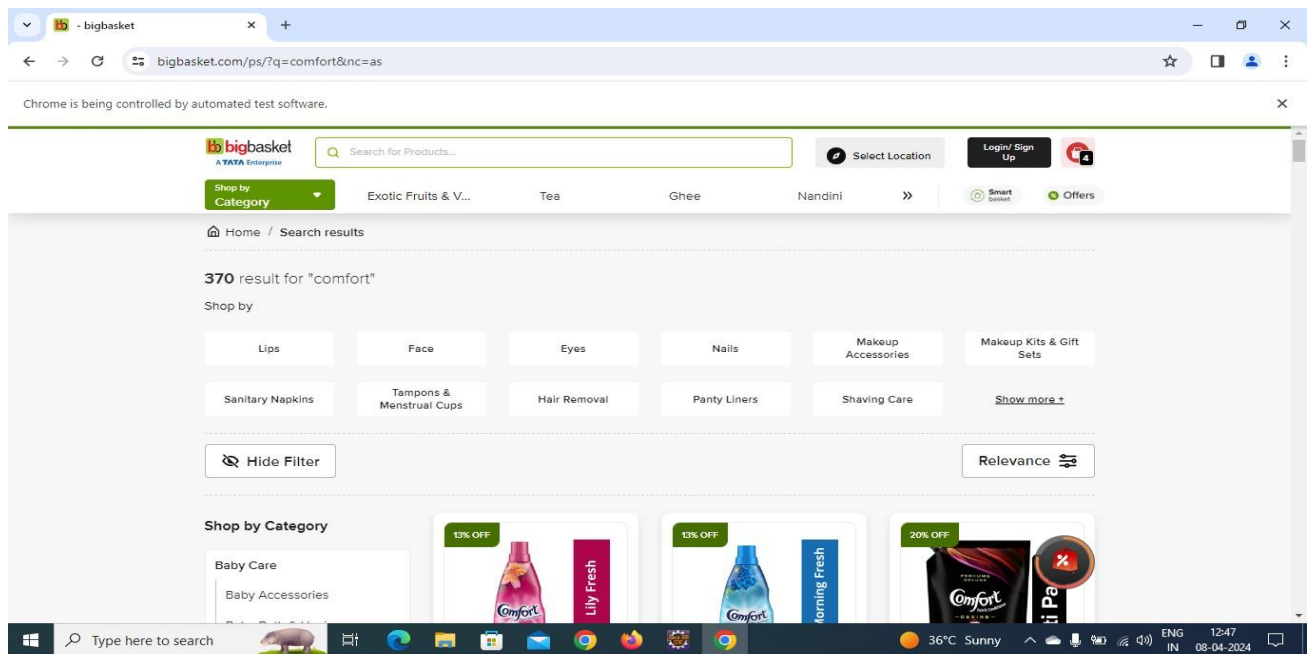 - bigbasket
bigbasket.com/ps/?q=comfort&nc=as
Chrome is being controlled by automated test software.
bb bigbasket
A TATA Enterprise
Search for Products...
Select Location
Login/ Sign
Up
4
Shop by
Category
Exotic Fruits & V...
Tea
Ghee
Nandini
Smart
basket
Offers
Home / Search results
370 result for "comfort"
Shop by
Lips
Face
Eyes
Nails
Makeup
Accessories
Makeup Kits & Gift
Sets
Sanitary Napkins
Tampons &
Menstrual Cups
Hair Removal
Panty Liners
Shaving Care
Show more +
Hide Filter
Relevance
Shop by Category
Baby Care
Baby Accessories
13% OFF
Comfort
Lily Fresh
13% OFF
Comfort
Morning Fresh
20% OFF
PERFUME
DELUXE
Comfort
Type here to search
36°C Sunny
ENG
IN
12:47
08-04-2024